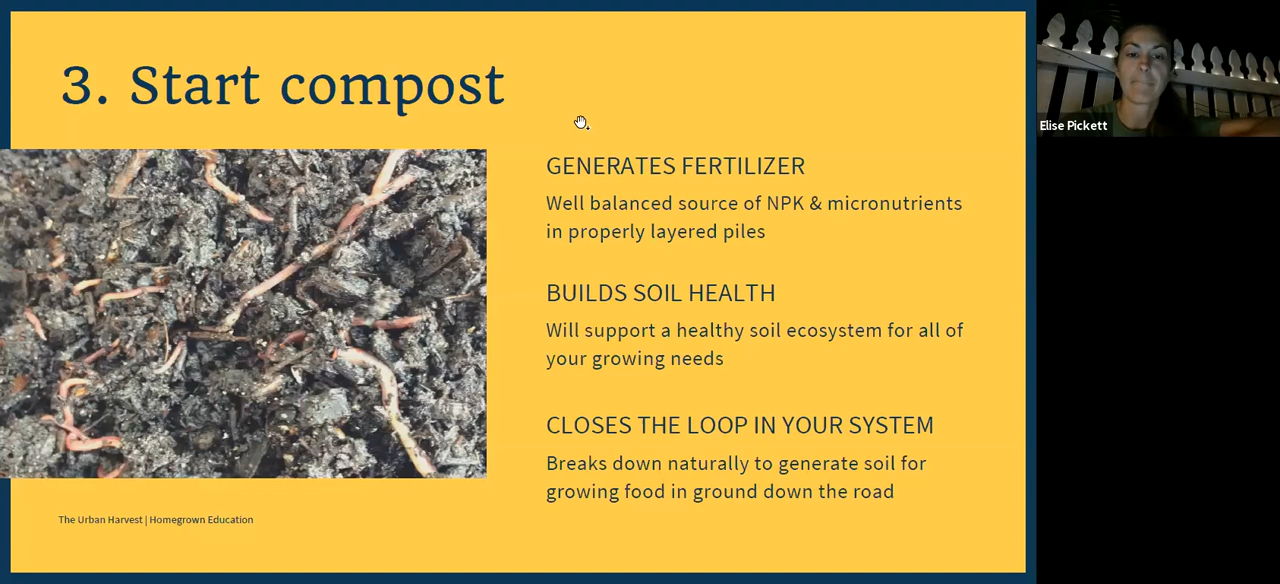 3. Start compost
GENERATES FERTILIZER
Well balanced source of NPK & micronutrients
in properly layered piles
BUILDS SOIL HEALTH
Will support a healthy soil ecosystem for all of
your growing needs
CLOSES THE LOOP IN YOUR SYSTEM
Breaks down naturally to generate soil for
growing food in ground down the road
The Urban Harvest | Homegrown Education
Elise Pickett